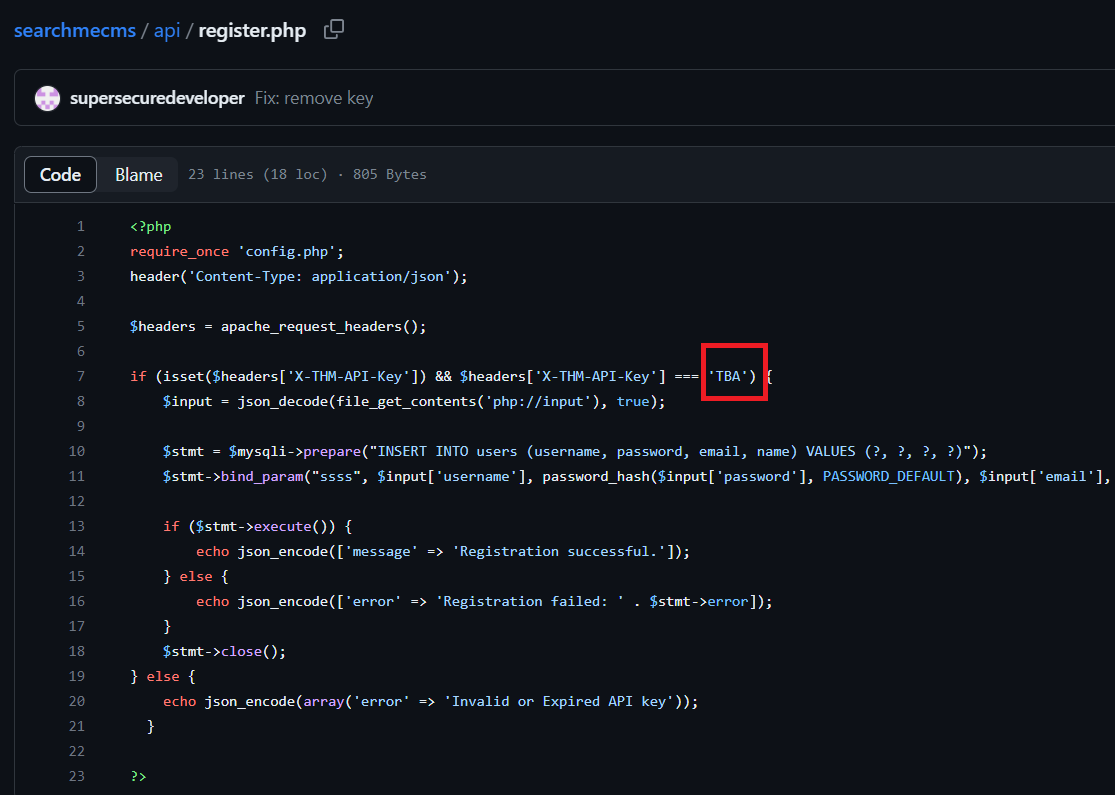 searchmecms / api / register.php
supersecuredeveloper Fix: remove key
Code Blame 23 lines (18 loc) · 805 Bytes
1 <?php
2 require_once 'config.php';
3 header('Content-Type: application/json');
4
5 $headers = apache_request_headers();
6
7 if (isset($headers['X-THM-API-Key']) && $headers['X-THM-API-Key'] === 'TBA') {
8     $input = json_decode(file_get_contents('php://input'), true);
9
10     $stmt = $mysqli->prepare("INSERT INTO users (username, password, email, name) VALUES (?, ?, ?, ?)");
11     $stmt->bind_param("ssss", $input['username'], password_hash($input['password'], PASSWORD_DEFAULT), $input['email'],
12
13     if ($stmt->execute()) {
14         echo json_encode(['message' => 'Registration successful.']);
15     } else {
16         echo json_encode(['error' => 'Registration failed: ' . $stmt->error]);
17     }
18     $stmt->close();
19 } else {
20     echo json_encode(array('error' => 'Invalid or Expired API key'));
21   }
22
23 ?>